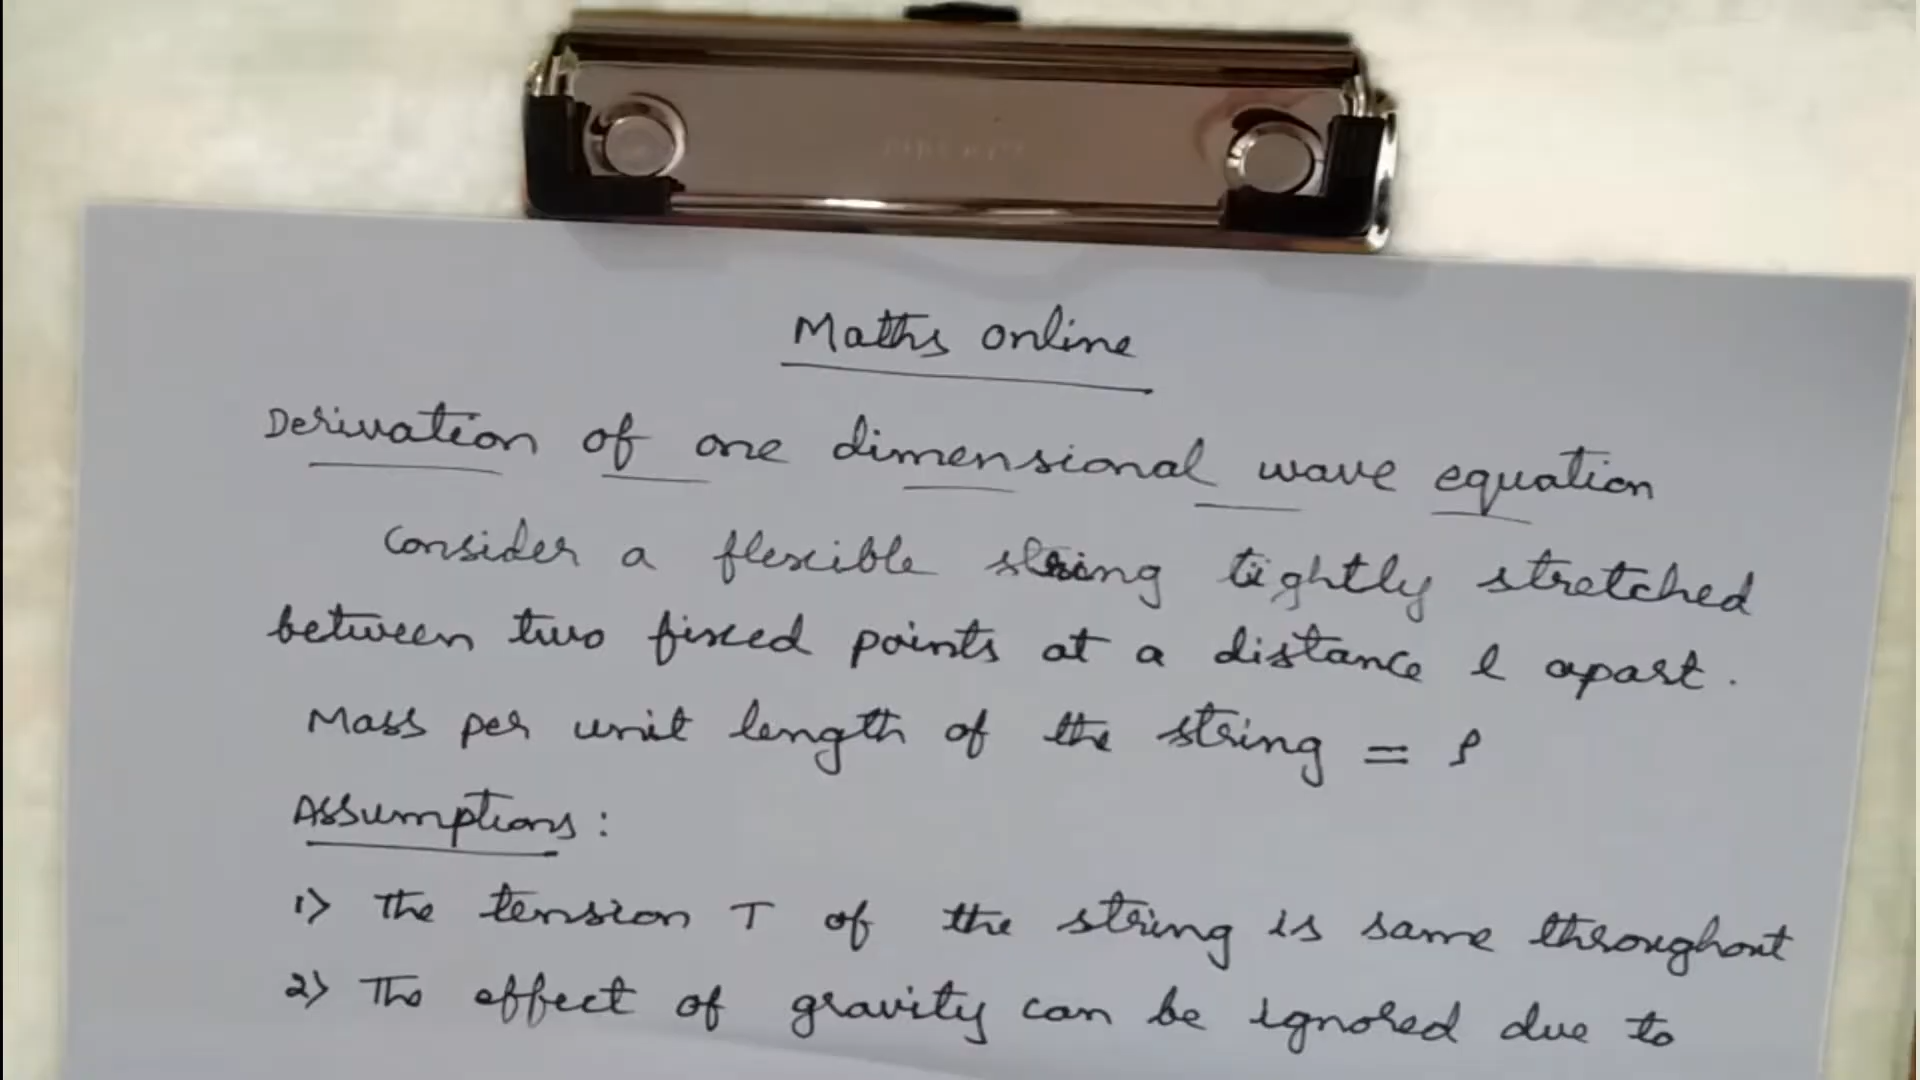 Maths online
Derivation of one dimensional wave equation
Consider a flexible string tightly stretched
between two fixed points at a distance l apart.
Mass per unit length of the string = ρ
Assumptions:
1) The tension T of the string is same throughout
2) The effect of gravity can be ignored due to